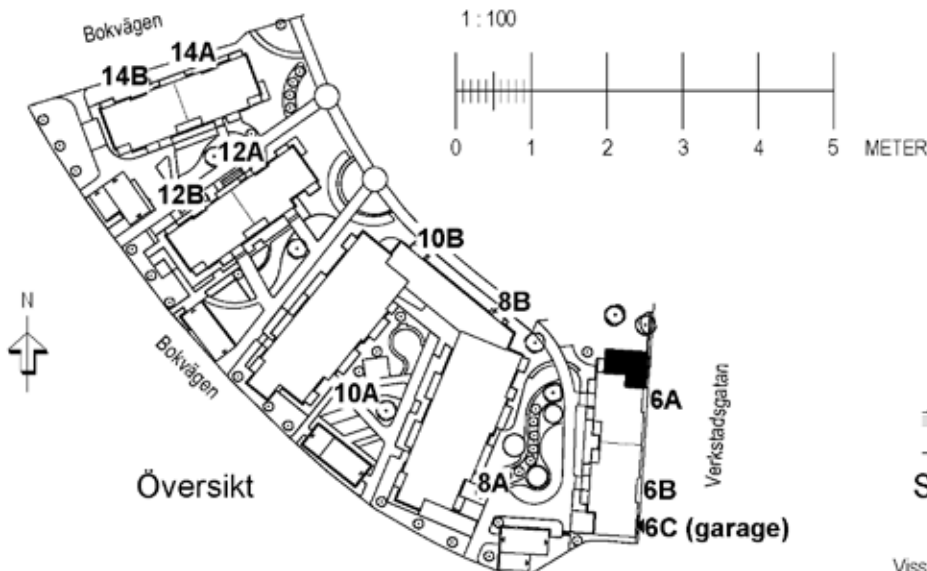 Bokvägen
1 : 100
14A
14B
0 1 2 3 4 5 METER
12A
12B
10B
8B
N
Bokvägen
10A
6A
Verkstadsgatan
Översikt
8A
6B
6C (garage)
S
Viss